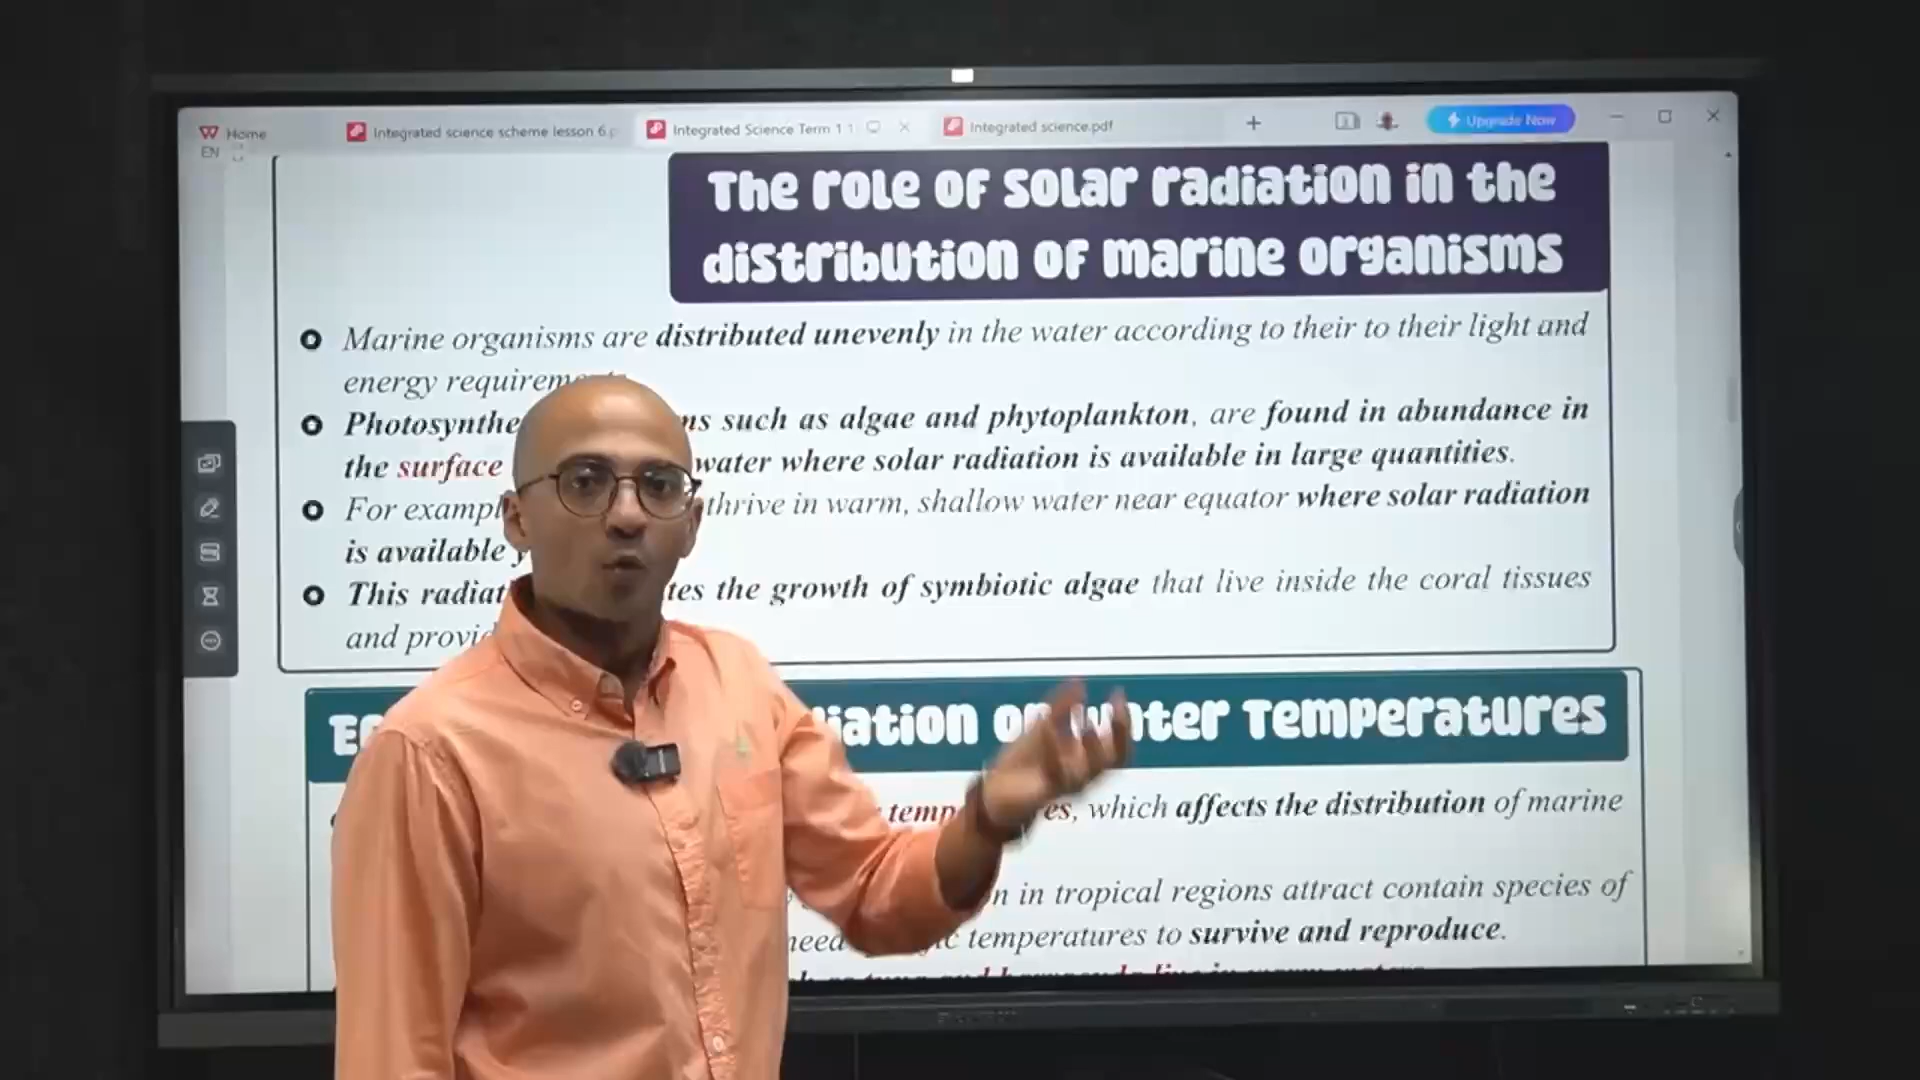 Home
Integrated science scheme lesson 6.p
Integrated Science Term 1 1
Integrated science.pdf
Upgrade Now
EN
The role of solar radiation in the
distribution of marine organisms
Marine organisms are distributed unevenly in the water according to their to their light and
energy
Photosynthe ns such as algae and phytoplankton, are found in abundance in
the surface water where solar radiation is available in large quantities.
For thrive in warm, shallow water near equator where solar radiation
is available
This tes the growth of symbiotic algae that live inside the coral tissues
and
iation on Water Temperatures
es, which affects the distribution of marine
n in tropical regions attract contain species of
need temperatures to survive and reproduce.